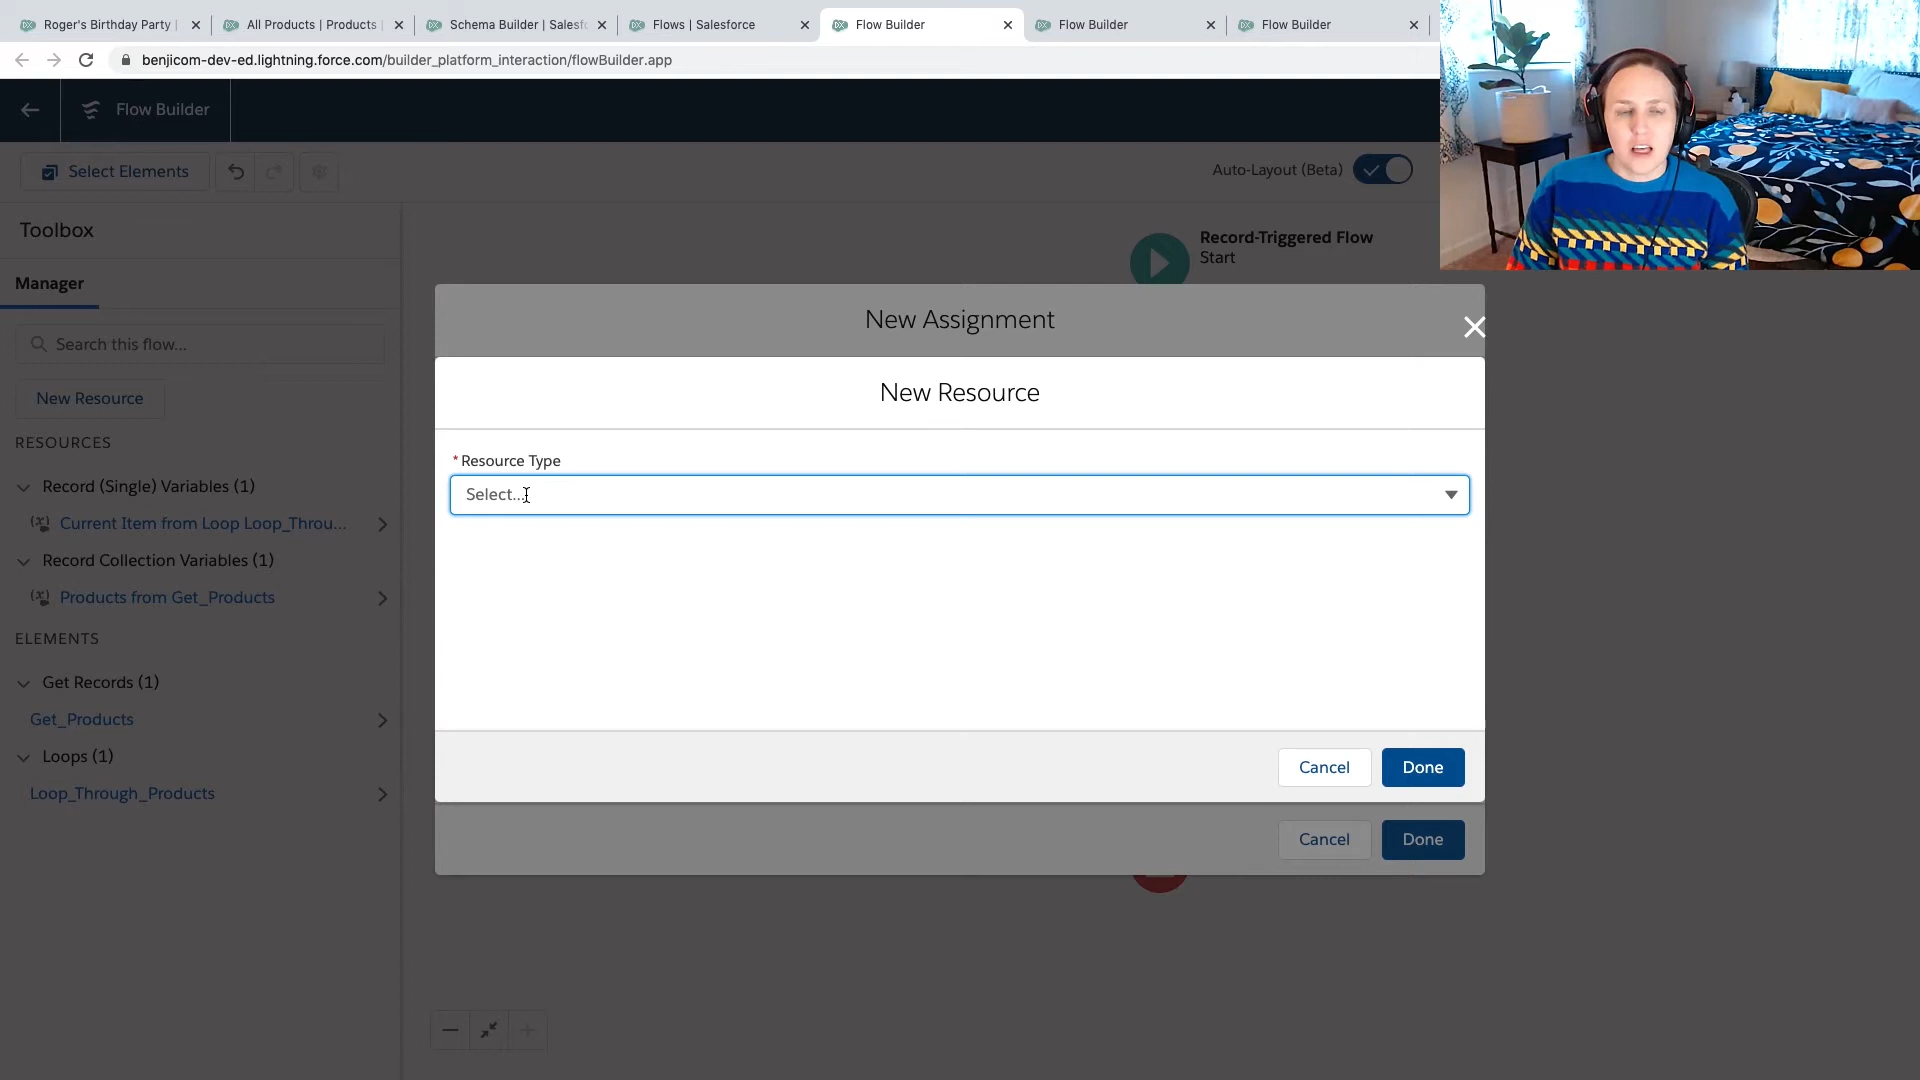 Roger's Birthday Party |
All Products | Products |
Schema Builder | Salesf
Flows | Salesforce
Flow Builder
Flow Builder
Flow Builder
benjicom-dev-ed.lightning.force.com/builder_platform_interaction/flowBuilder.app
Flow Builder
Select Elements
Auto-Layout (Beta)
Toolbox
Manager
Search this flow...
New Resource
RESOURCES
Record (Single) Variables (1)
Current Item from Loop Loop_Throu...
Record Collection Variables (1)
Products from Get_Products
ELEMENTS
Get Records (1)
Get_Products
Loops (1)
Loop_Through_Products
Record-Triggered Flow
Start
New Assignment
New Resource
* Resource Type
Select...
Cancel
Done
Cancel
Done